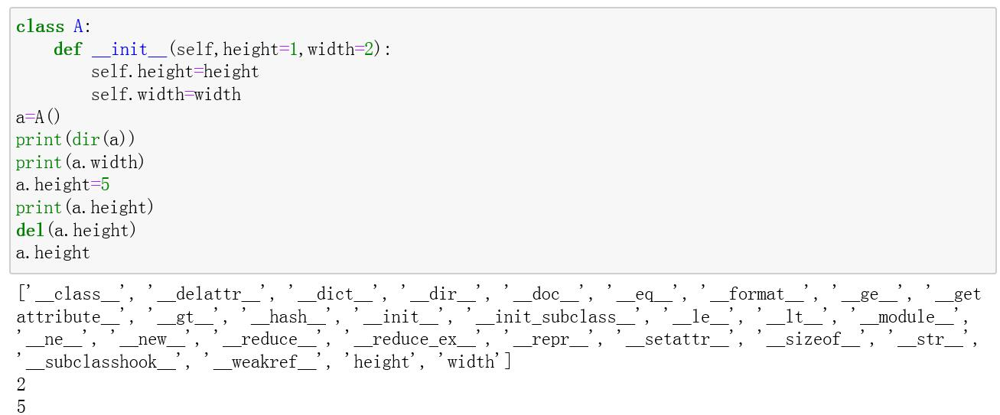 class A:
    def __init__(self,height=1,width=2):
        self.height=height
        self.width=width
a=A()
print(dir(a))
print(a.width)
a.height=5
print(a.height)
del(a.height)
a.height
['__class__', '__delattr__', '__dict__', '__dir__', '__doc__', '__eq__', '__format__', '__ge__', '__get
attribute__', '__gt__', '__hash__', '__init__', '__init_subclass__', '__le__', '__lt__', '__module__',
'__ne__', '__new__', '__reduce__', '__reduce_ex__', '__repr__', '__setattr__', '__sizeof__', '__str__',
'__subclasshook__', '__weakref__', 'height', 'width']
2
5